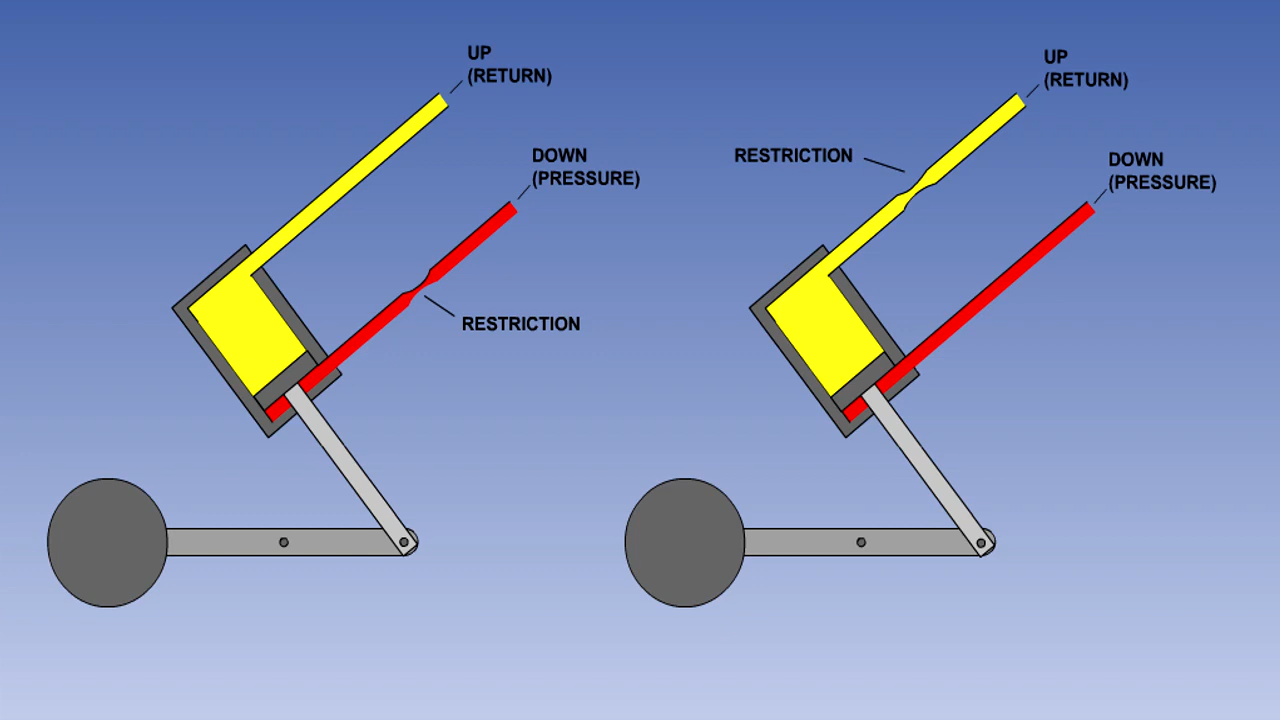 UP
(RETURN)
DOWN
(PRESSURE)
RESTRICTION
UP
(RETURN)
RESTRICTION
DOWN
(PRESSURE)